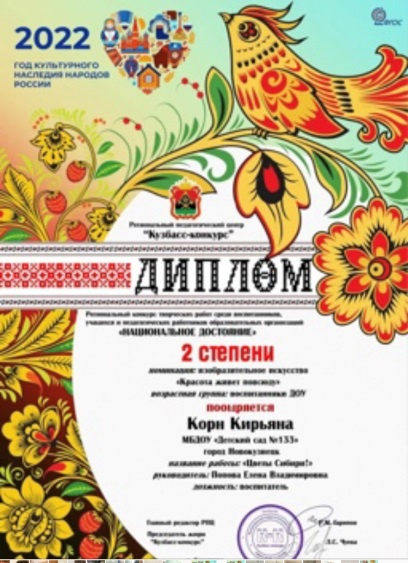 2022
ФГОС
ГОД КУЛЬТУРНОГО
НАСЛЕДИЯ НАРОДОВ
РОССИИ
Региональный педагогический центр
"Кузбасс-конкурс"
ДИПЛОМ
Региональный конкурс творческих работ среди воспитанников,
учащихся и педагогических работников образовательных организаций
«НАЦИОНАЛЬНОЕ ДОСТОЯНИЕ»
2 степени
номинация: изобразительное искусство
«Красота живет повсюду»
возрастная группа: воспитанники ДОУ
поощряется
Корн Кирьяна
МБДОУ «Детский сад №133»
город Новокузнецк
название работы: «Цветы Сибири!»
руководитель: Попова Елена Владимировна
должность: воспитатель
Главный редактор РПЦ
Председатель жюри
"Кузбасс-конкурс"
Л.С. Чуева